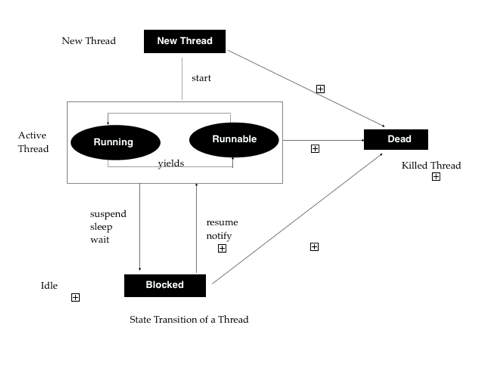 New Thread
New Thread
start
Active
Thread
Running
Runnable
yields
Dead
Killed Thread
suspend
sleep
wait
resume
notify
Idle
Blocked
State Transition of a Thread